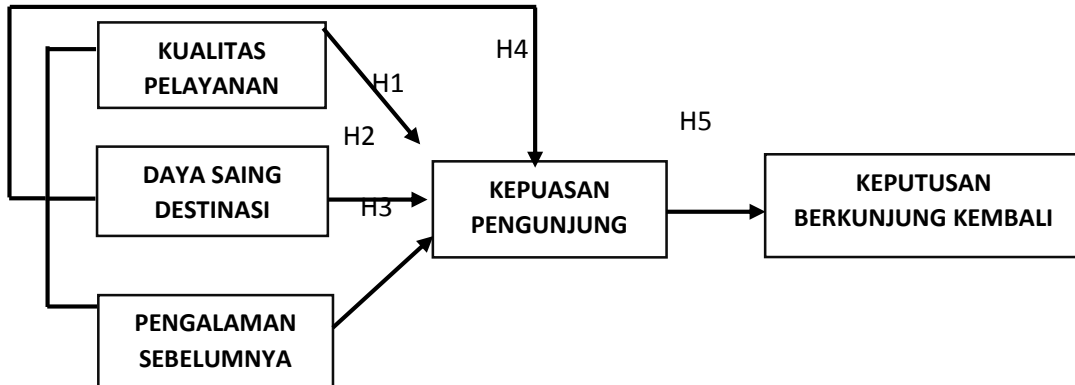 KUALITAS
PELAYANAN
H1
H4
H2
H5
DAYA SAING
DESTINASI
H3
KEPUASAN
PENGUNJUNG
KEPUTUSAN
BERKUNJUNG KEMBALI
PENGALAMAN
SEBELUMNYA